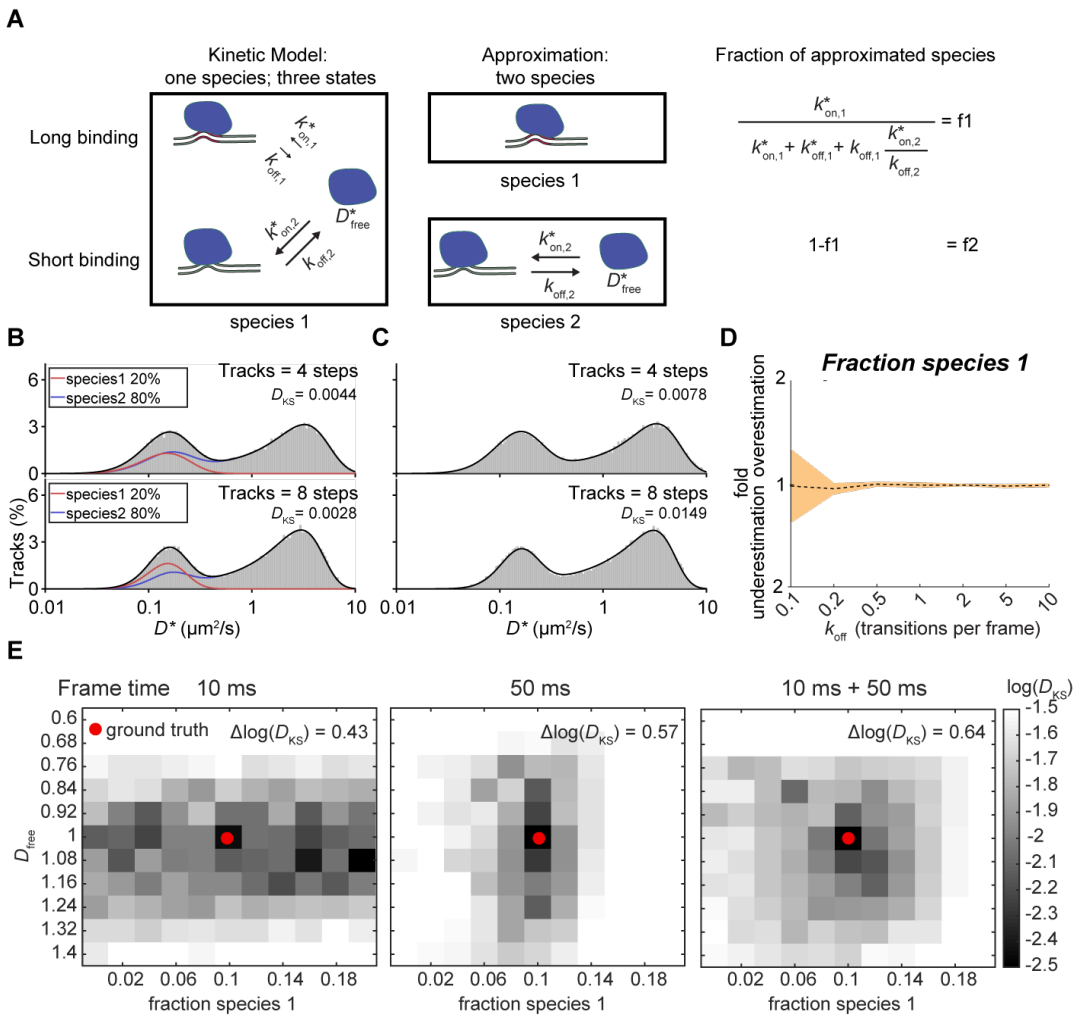 A
Kinetic Model:
one species; three states
Approximation:
two species
Fraction of approximated species
Long binding
k*on,1
koff,1
D*free
k*on,2
koff,2
Short binding
species 1
species 1
k*on,2
koff,2
D*free
species 2
k*on,1
k*on,1 + k*off,1 + koff,1 k*on,2
koff,2
= f1
1-f1 = f2
B
6
3
0
species1 20%
species2 80%
Tracks = 4 steps
DKS = 0.0044
6
3
0
species1 20%
species2 80%
Tracks = 8 steps
DKS = 0.0028
Tracks (%)
0.01 0.1 1 10
D* (µm²/s)
C
Tracks = 4 steps
DKS = 0.0078
Tracks = 8 steps
DKS = 0.0149
0.1 1 10
D* (µm²/s)
D
Fraction species 1
fold
underestimation overestimation
2
1
2
0.1 0.2 0.5 1 2 5 10
koff (transitions per frame)
E
Frame time 10 ms
50 ms
10 ms + 50 ms
log(DKS)
ground truth
Δlog(DKS) = 0.43
Δlog(DKS) = 0.57
Δlog(DKS) = 0.64
Dfree
0.6
0.68
0.76
0.84
0.92
1
1.08
1.16
1.24
1.32
1.4
0.02 0.06 0.1 0.14 0.18
fraction species 1
0.02 0.06 0.1 0.14 0.18
fraction species 1
0.02 0.06 0.1 0.14 0.18
fraction species 1
-1.5
-1.6
-1.7
-1.8
-1.9
-2
-2.1
-2.2
-2.3
-2.4
-2.5